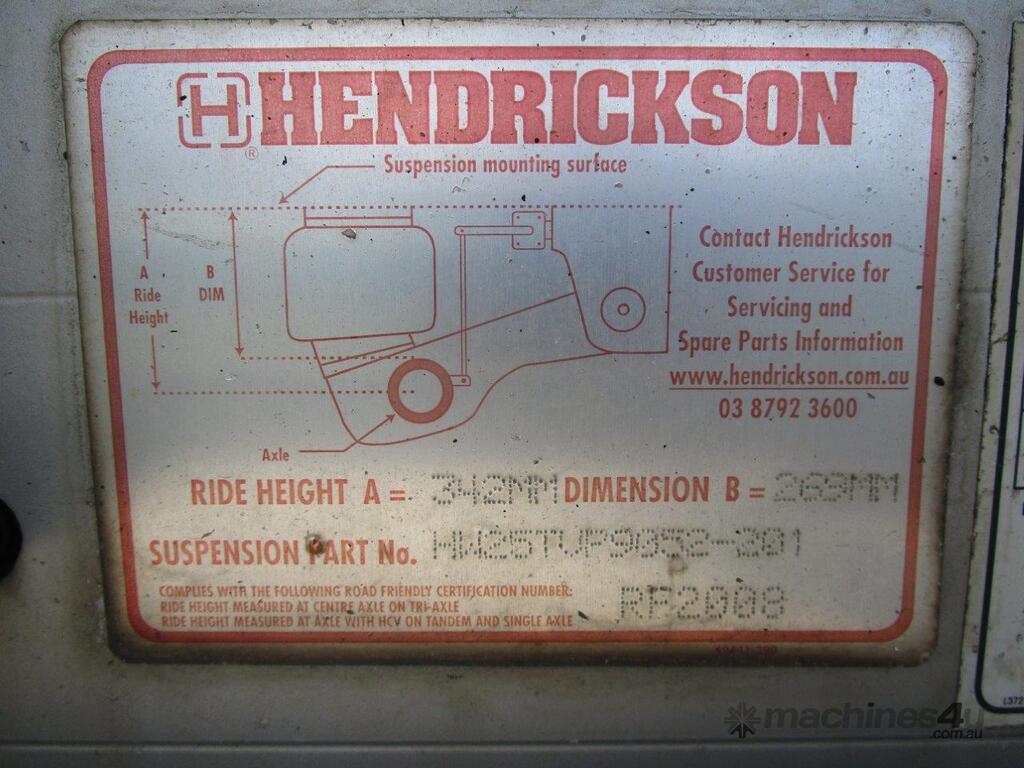 H HENDRICKSON
®
Suspension mounting surface
A
Ride
Height
B
DIM
Contact Hendrickson
Customer Service for
Servicing and
Spare Parts Information
www.hendrickson.com.au
03 8792 3600
Axle
RIDE HEIGHT A = 342MM DIMENSION B = 269MM
SUSPENSION PART No.
COMPLIES WITH THE FOLLOWING ROAD FRIENDLY CERTIFICATION NUMBER: RF2008
RIDE HEIGHT MEASURED AT CENTRE AXLE ON TRI-AXLE
RIDE HEIGHT MEASURED AT AXLE WITH HCV ON TANDEM AND SINGLE AXLE
machines4u
.com.au